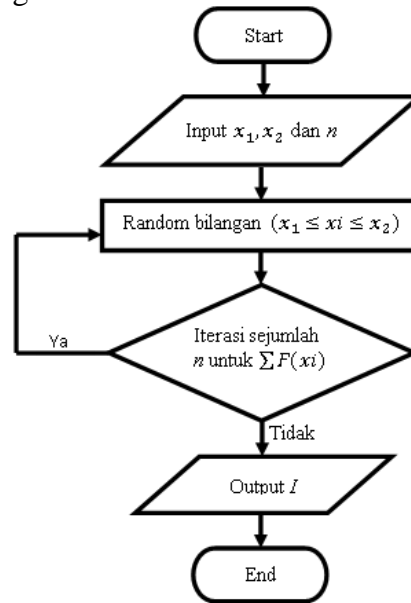 Start
Input x₁, x₂ dan n
Random bilangan (x₁ ≤ xi ≤ x₂)
Iterasi sejumlah
n untuk ∑F(xi)
Ya
Tidak
Output I
End